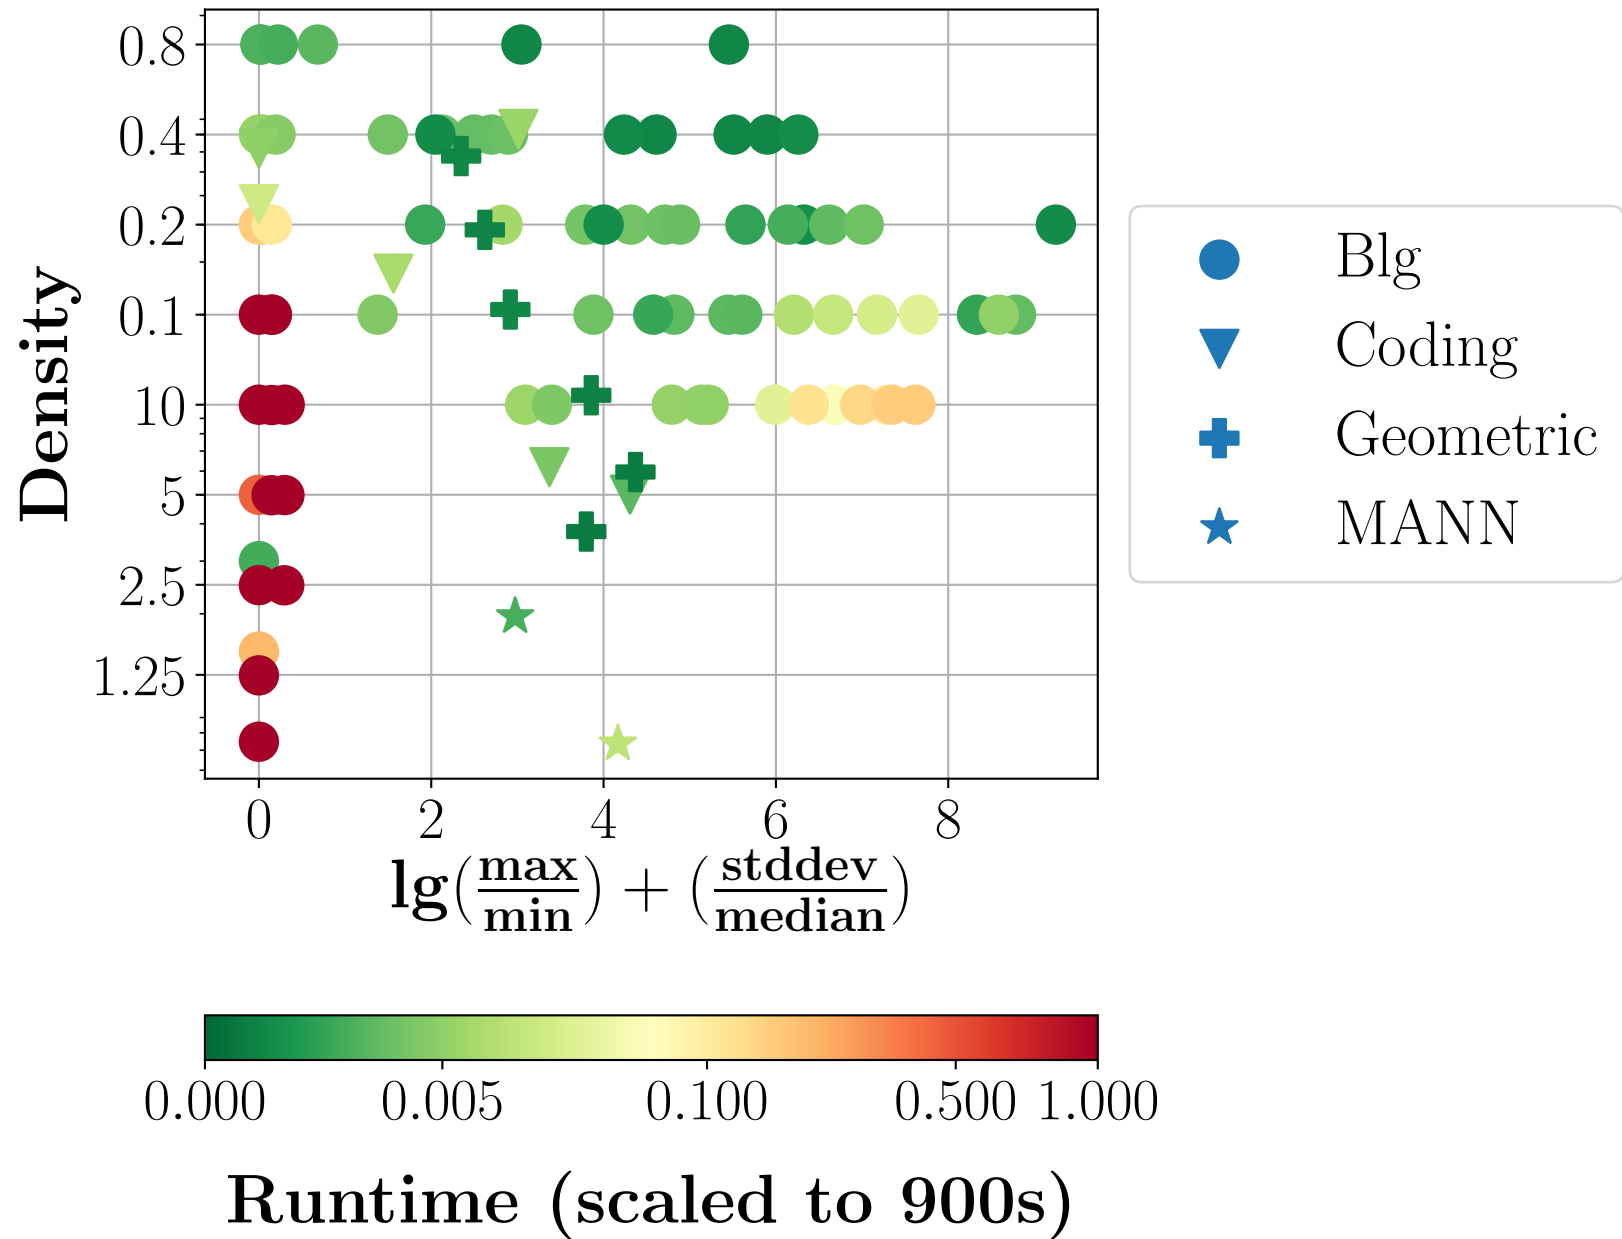 Density
0.8
0.4
0.2
0.1
10
5
2.5
1.25
0 2 4 6 8
lg(max/min) + (stddev/median)
Blg
Coding
Geometric
MANN
0.000 0.005 0.100 0.500 1.000
Runtime (scaled to 900s)